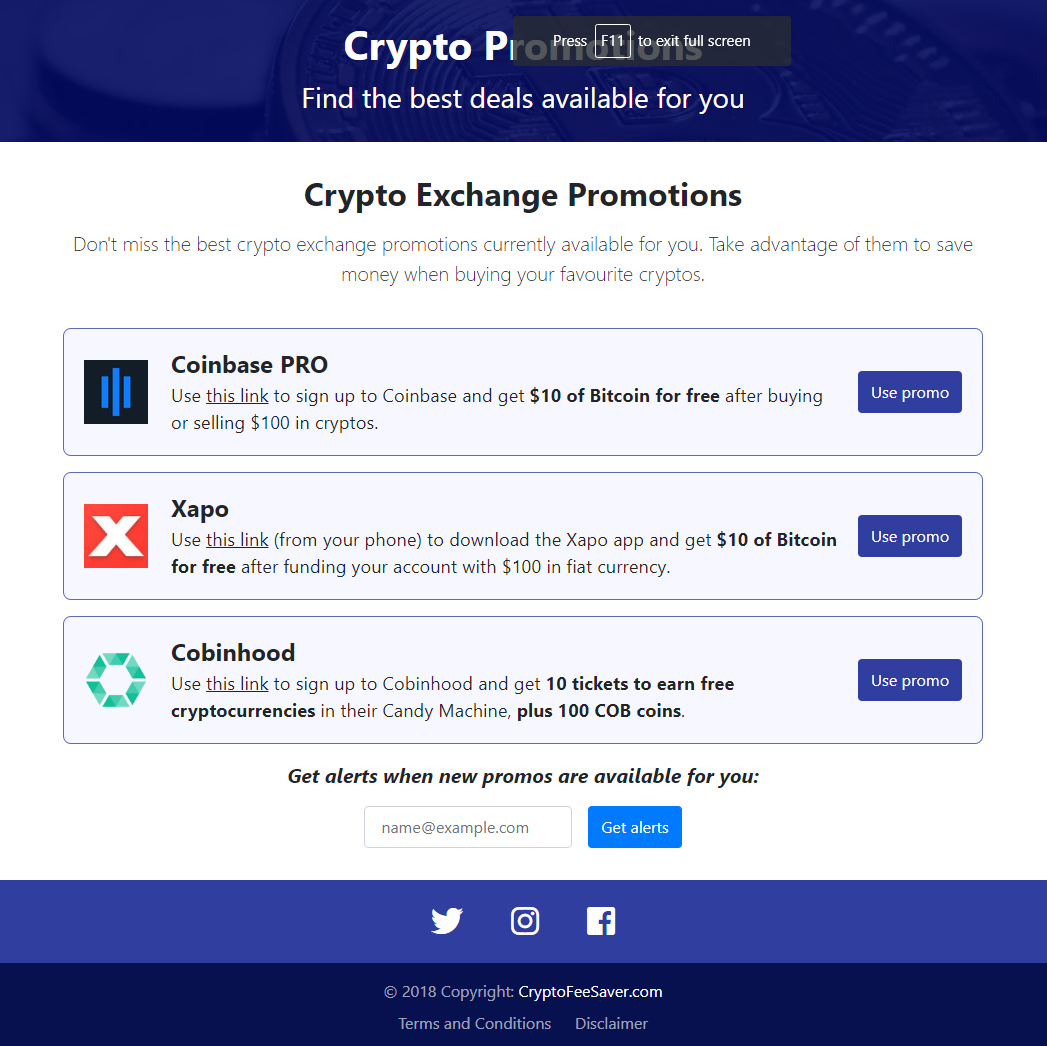 Crypto Promotions
Press F11 to exit full screen
Find the best deals available for you
Crypto Exchange Promotions
Don't miss the best crypto exchange promotions currently available for you. Take advantage of them to save
money when buying your favourite cryptos.
Coinbase PRO
Use this link to sign up to Coinbase and get $10 of Bitcoin for free after buying
or selling $100 in cryptos.
Use promo
Xapo
Use this link (from your phone) to download the Xapo app and get $10 of Bitcoin
for free after funding your account with $100 in fiat currency.
Use promo
Cobinhood
Use this link to sign up to Cobinhood and get 10 tickets to earn free
cryptocurrencies in their Candy Machine, plus 100 COB coins.
Use promo
Get alerts when new promos are available for you:
name@example.com
Get alerts
© 2018 Copyright: CryptoFeeSaver.com
Terms and Conditions Disclaimer